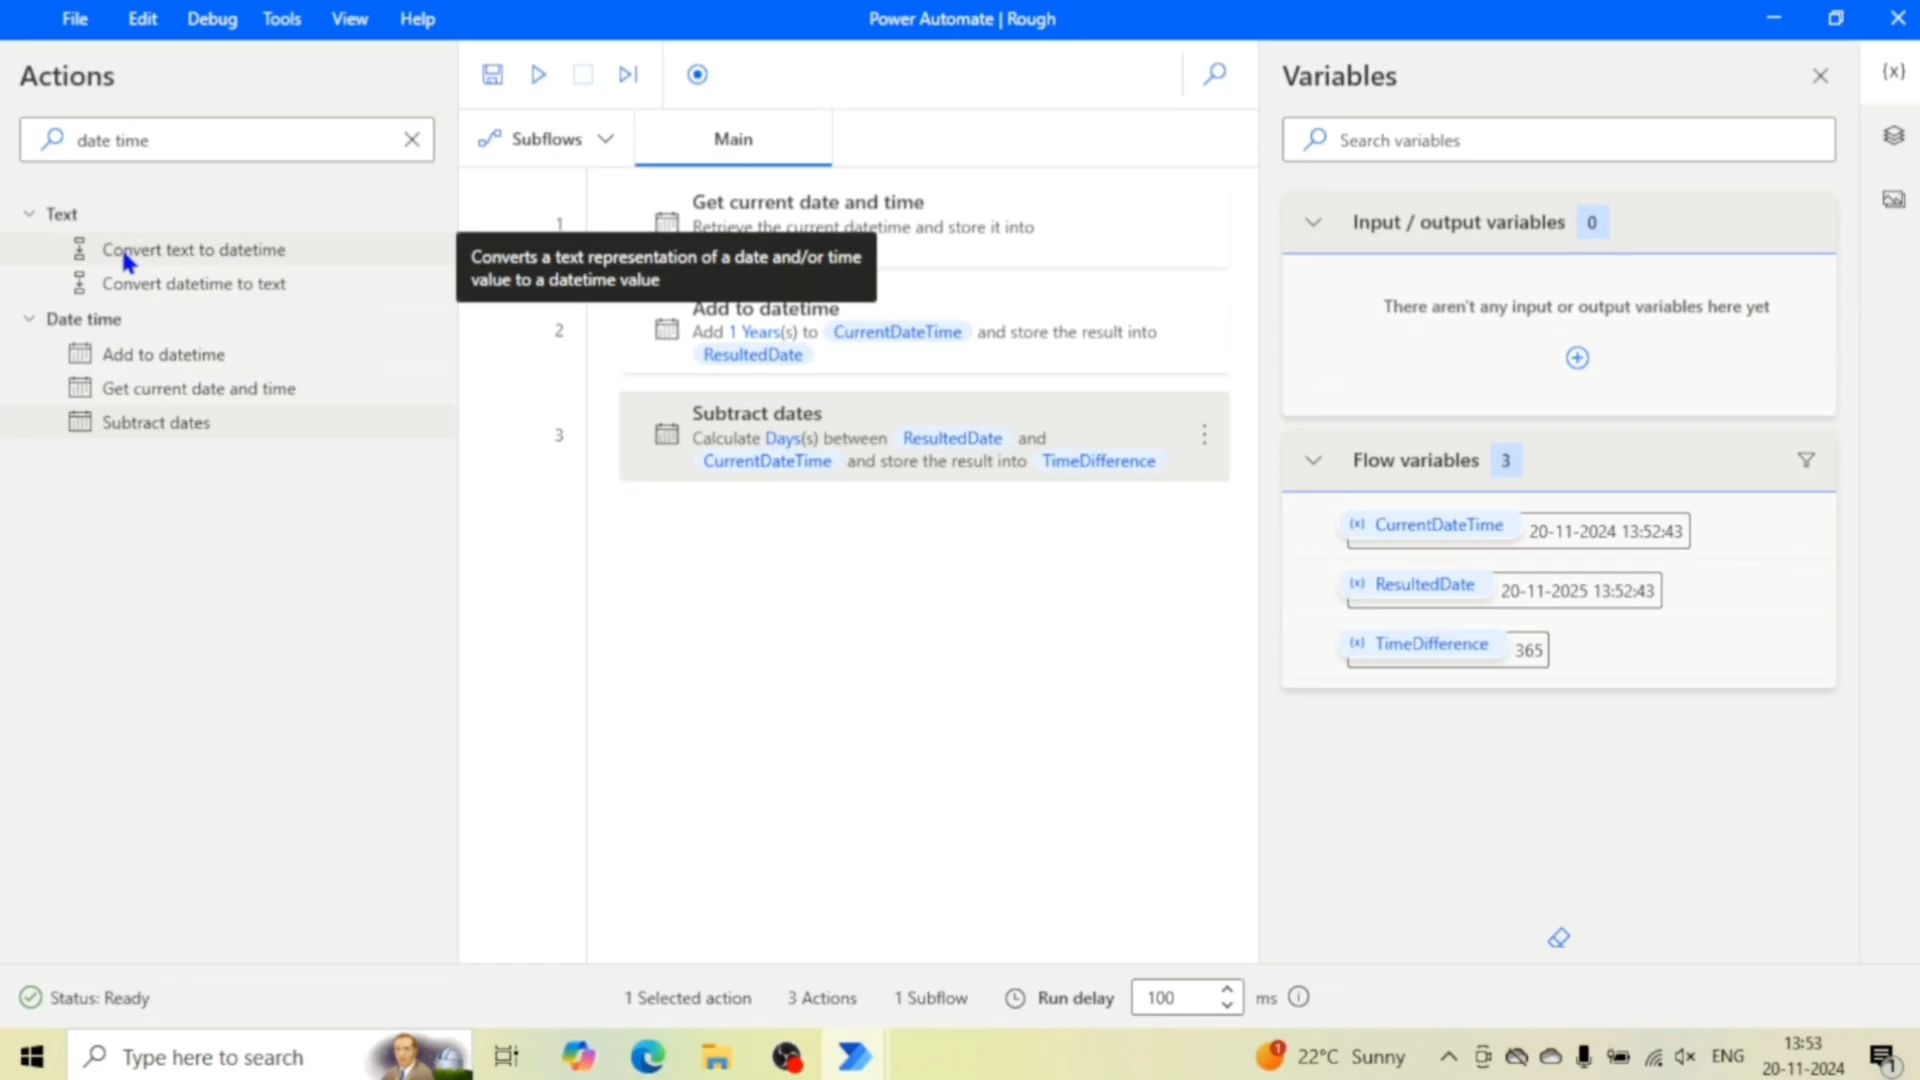 File Edit Debug Tools View Help
Power Automate | Rough
Actions
date time
Text
Convert text to datetime
Convert datetime to text
Date time
Add to datetime
Get current date and time
Subtract dates
Subflows
Main
1
Get current date and time
Retrieve the current datetime and store it into
Converts a text representation of a date and/or time
value to a datetime value
2
Add to datetime
Add 1 Years(s) to CurrentDateTime and store the result into
ResultedDate
3
Subtract dates
Calculate Days(s) between ResultedDate and
CurrentDateTime and store the result into TimeDifference
Variables
{x}
Search variables
Input / output variables 0
There aren't any input or output variables here yet
Flow variables 3
(x) CurrentDateTime 20-11-2024 13:52:43
(x) ResultedDate 20-11-2025 13:52:43
(x) TimeDifference 365
Status: Ready
1 Selected action
3 Actions
1 Subflow
Run delay 100 ms
Type here to search
1
22°C Sunny
ENG
13:53
20-11-2024
1